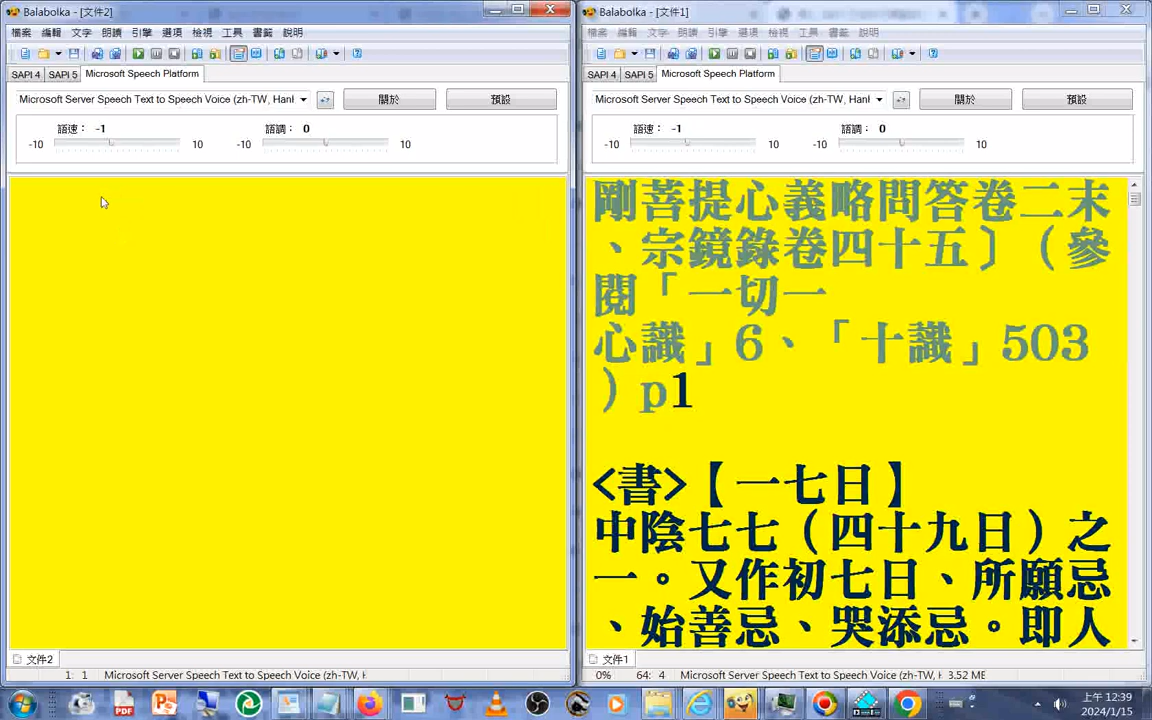 Balabolka - [文件2]
檔案 編輯 文字 朗讀 引擎 選項 檢視 工具 書籤 說明
SAPI 4 SAPI 5 Microsoft Speech Platform
Microsoft Server Speech Text to Speech Voice (zh-TW, Hanl
關於 預設
語速： -1 語調： 0
-10 10 -10 10
文件2
1: 1 Microsoft Server Speech Text to Speech Voice (zh-TW, H
Balabolka - [文件1]
檔案 編輯 文字 朗讀 引擎 選項 檢視 工具 書籤 說明
SAPI 4 SAPI 5 Microsoft Speech Platform
Microsoft Server Speech Text to Speech Voice (zh-TW, Hanl
關於 預設
語速： -1 語調： 0
-10 10 -10 10
剛菩提心義略問答卷二末
、宗鏡錄卷四十五〕（參
閱「一切一
心識」6、「十識」503
）p1
<書>【一七日】
中陰七七（四十九日）之
一。又作初七日、所願忌
、始善忌、哭添忌。即人
文件1
0% 64: 4 Microsoft Server Speech Text to Speech Voice (zh-TW, H 3.52 ME
上午 12:39
2024/1/15